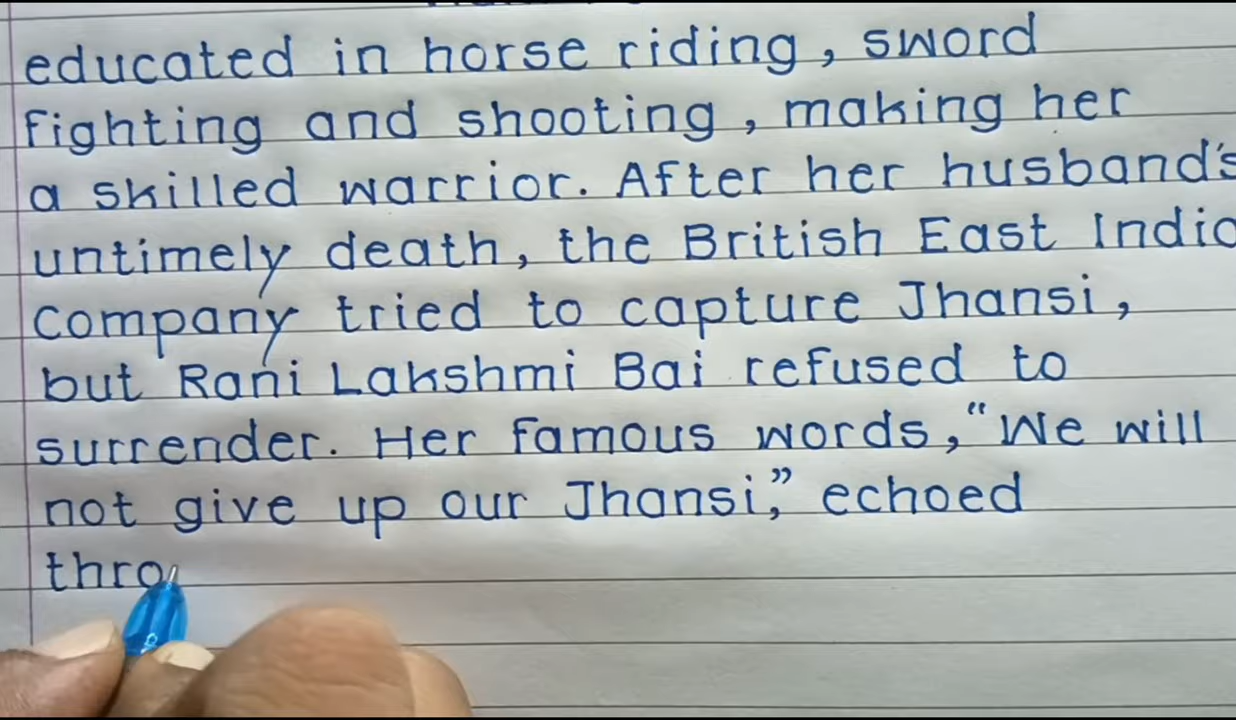 educated in horse riding, sword
fighting and shooting, making her
a skilled warrior. After her husband's
untimely death, the British East India
company tried to capture Jhansi,
but Rani Lakshmi Bai refused to
surrender. Her famous words, “We will
not give up our Jhansi,” echoed
thro